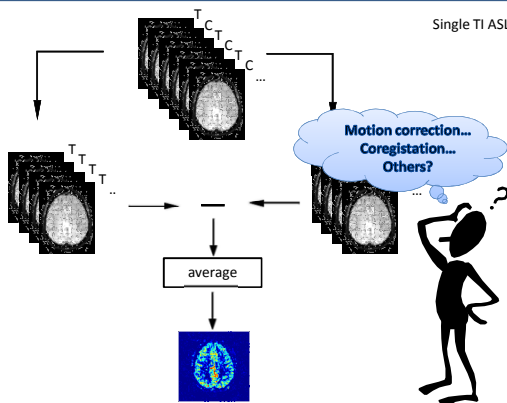 Single TI ASL
T
C
T
C
T
C
...
Motion correction...
Coregistation...
Others?
T
T
T
T
..
...
?
–
average